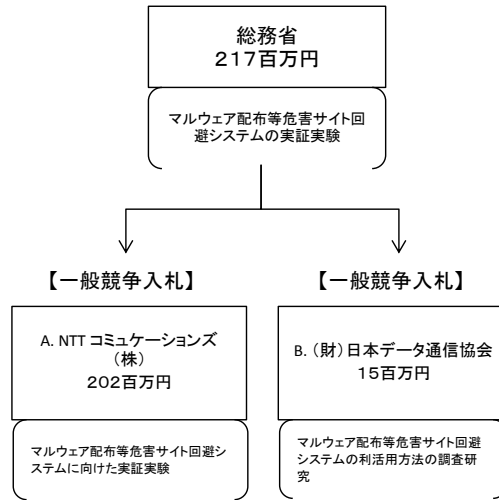 総務省
217百万円
マルウェア配布等危害サイト回
避システムの実証実験
【一般競争入札】
【一般競争入札】
A. NTT コミュケーションズ
(株)
202百万円
B. (財)日本データ通信協会
15百万円
マルウェア配布等危害サイト回避シ
ステムに向けた実証実験
マルウェア配布等危害サイト回避
システムの利活用方法の調査研
究